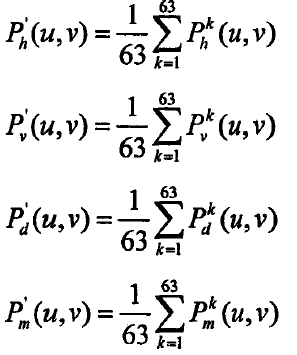 P'_h(u,v) = \frac{1}{63} \sum_{k=1}^{63} P_h^k(u,v)
P'_v(u,v) = \frac{1}{63} \sum_{k=1}^{63} P_v^k(u,v)
P'_d(u,v) = \frac{1}{63} \sum_{k=1}^{63} P_d^k(u,v)
P'_m(u,v) = \frac{1}{63} \sum_{k=1}^{63} P_m^k(u,v)